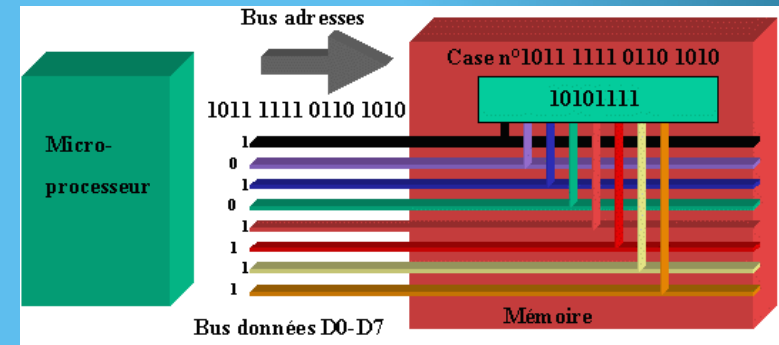 Bus adresses
Case n°1011 1111 0110 1010
10101111
1011 1111 0110 1010
Micro-
processeur
1
0
1
0
1
1
1
1
Bus données D0-D7
Mémoire